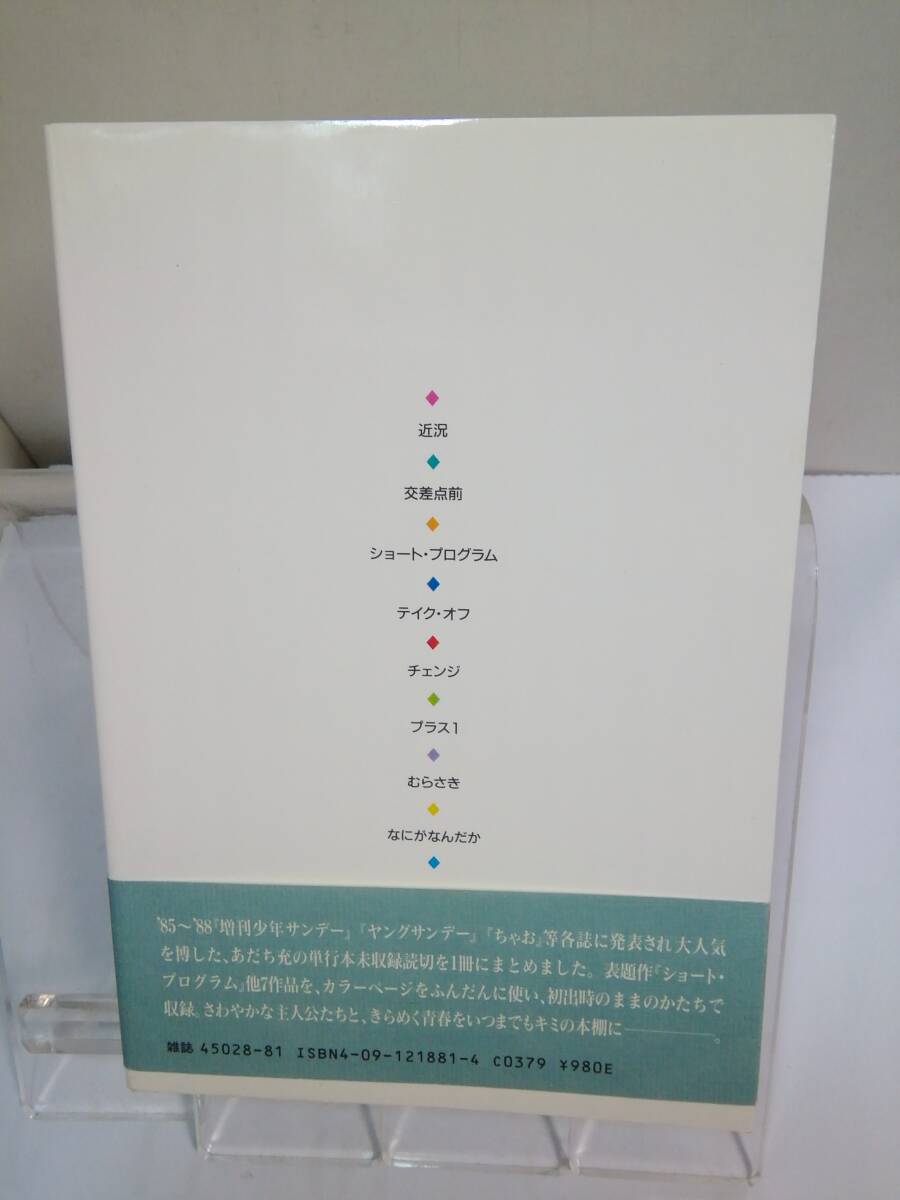 近況
交差点前
ショート・プログラム
テイク・オフ
チェンジ
プラス1
むらさき
なにがなんだか
'85〜'88『増刊少年サンデー』『ヤングサンデー』『ちゃお』等各誌に発表され大人気
を博した、あだち充の単行本未収録読切を1冊にまとめました。表題作『ショート・
プログラム』他7作品を、カラーページをふんだんに使い、初出時のままのかたちで
収録。さわやかな主人公たちと、きらめく青春をいつまでもキミの本棚に――――。
雑誌 45028-81 ISBN4-09-121881-4 C0379 ¥980E